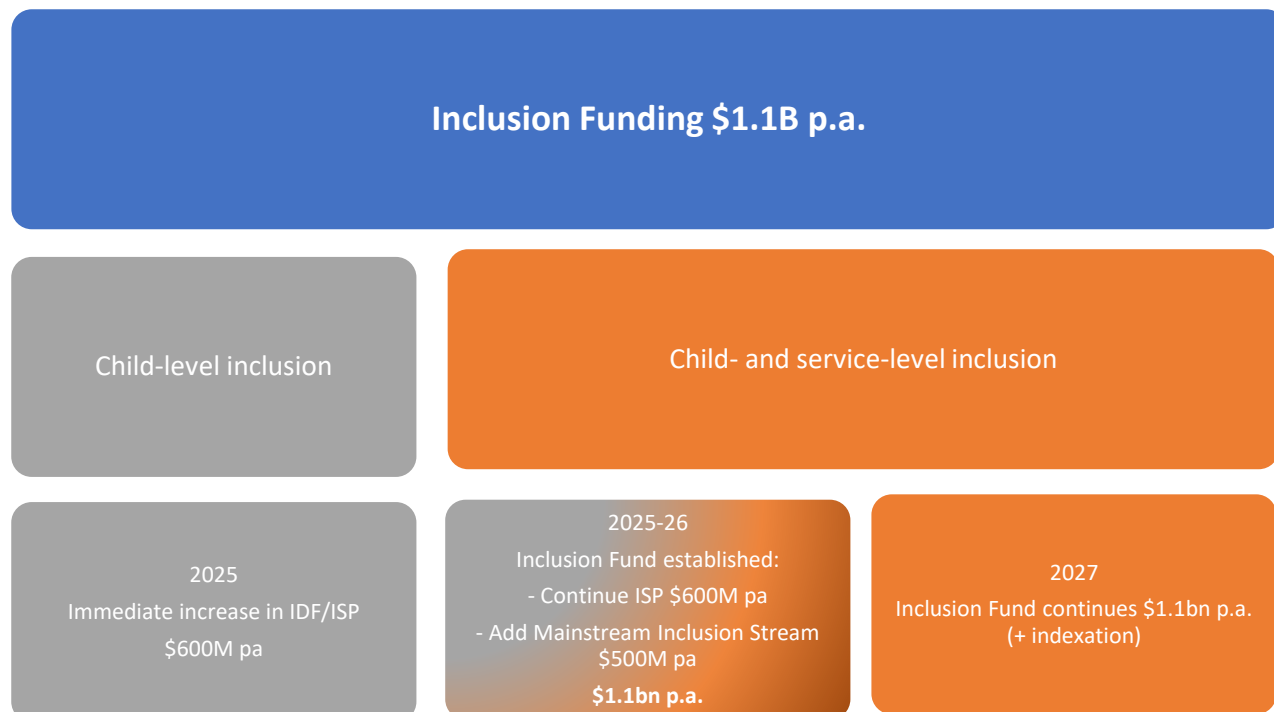 Inclusion Funding $1.1B p.a.
Child-level inclusion
Child- and service-level inclusion
2025
Immediate increase in IDF/ISP
$600M pa
2025-26
Inclusion Fund established:
- Continue ISP $600M pa
- Add Mainstream Inclusion Stream
$500M pa
$1.1bn p.a.
2027
Inclusion Fund continues $1.1bn p.a.
(+ indexation)